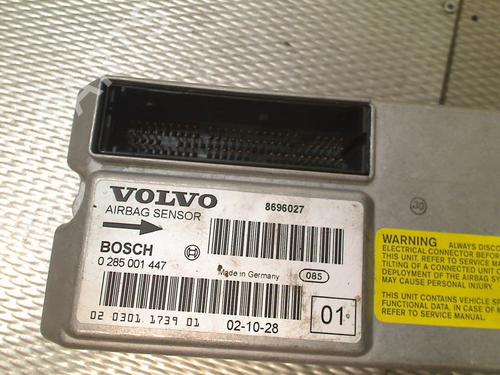 VOLVO
8696027
AIRBAG SENSOR
BOSCH
0 285 001 447
Made in Germany
085
02 0301 1739 01
02-10-28
01
WARNING ALWAYS DISCO
ELECTRICAL CONNECTOR BEFOR
THIS UNIT. REFER TO SERVICE MA
TILTING OF A CONNECTED UNIT C
DEPLOYMENT OF THE AIRBAG SY
MAY CAUSE PERSONAL INJURY.
THIS UNIT CONTAINS VEHICLE S
FUNCTIONAL DATA. IN CASE OF M
REFER TO SERVICE MANUAL.